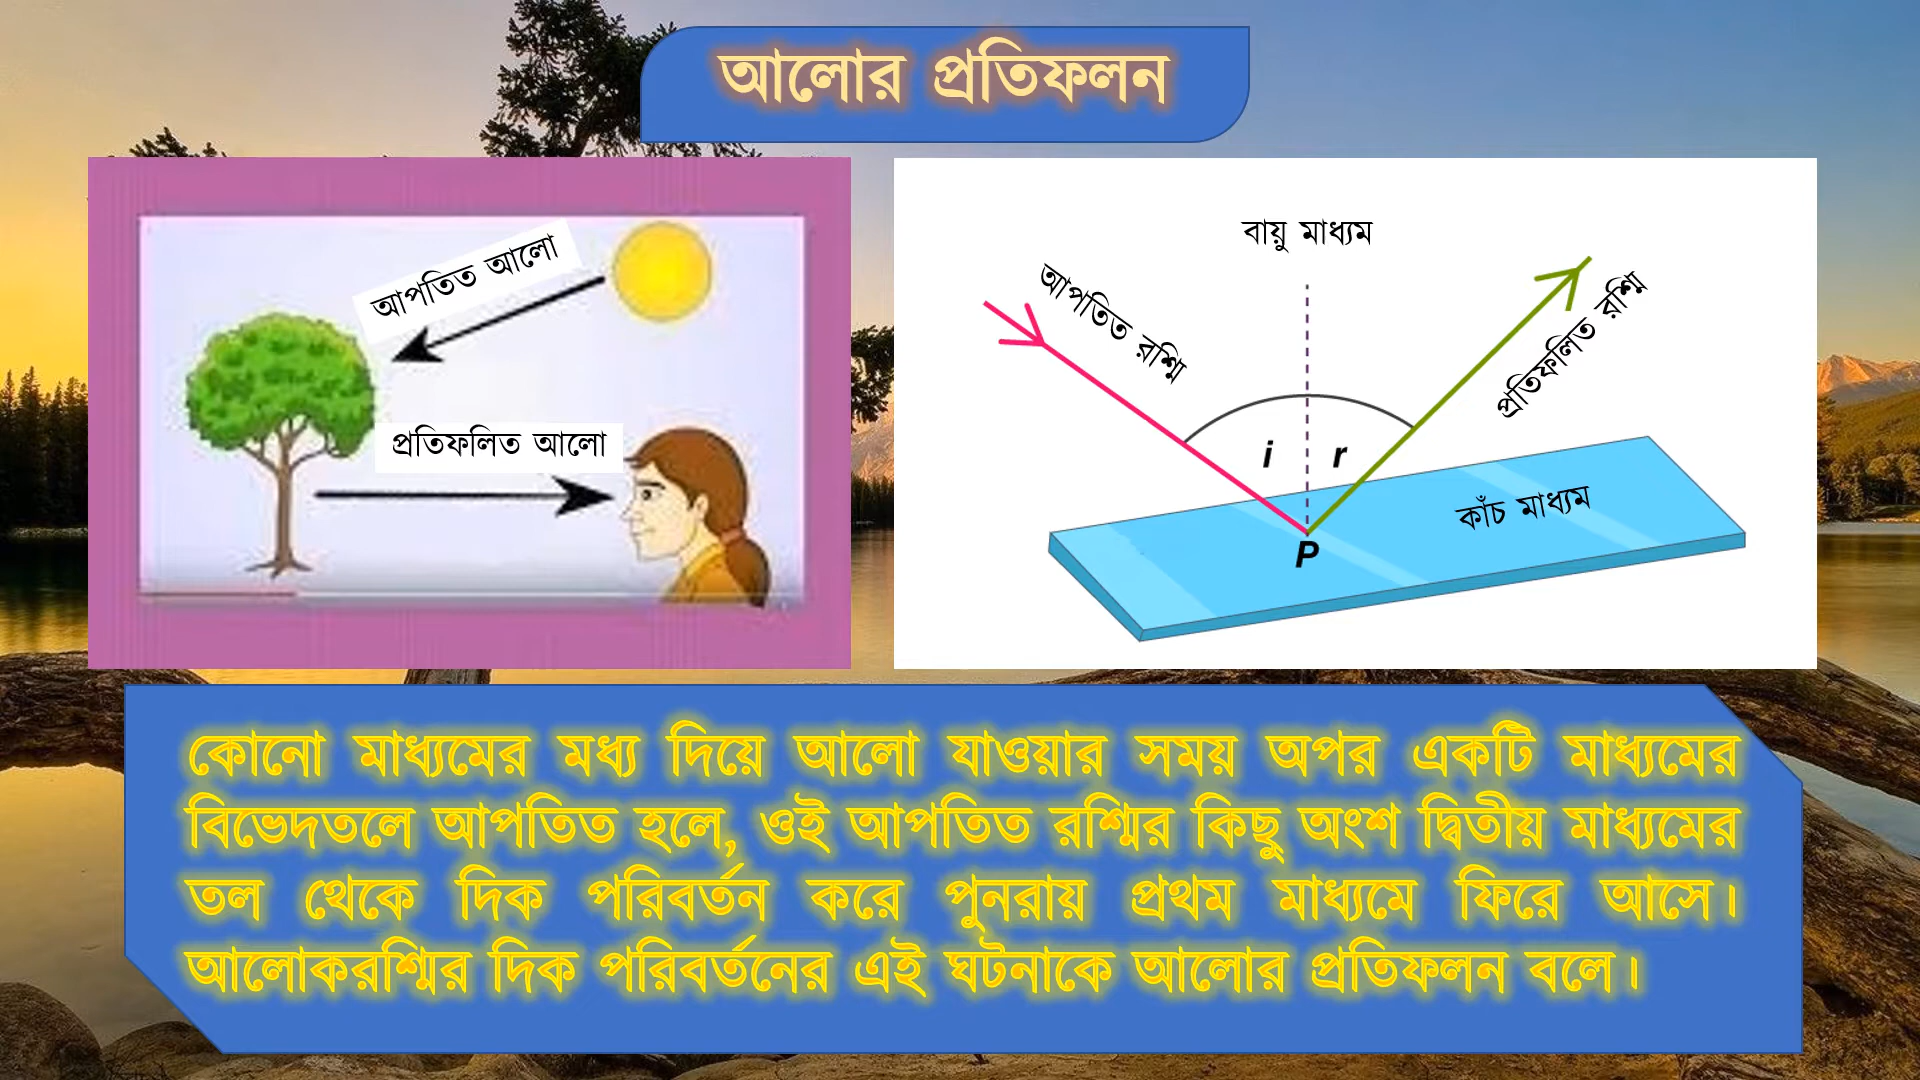 আলোর প্রতিফলন
আপতিত আলো
প্রতিফলিত আলো
বায়ু মাধ্যম
আপতিত রশ্মি
প্রতিফলিত রশ্মি
i
r
P
কাঁচ মাধ্যম
কোনো মাধ্যমের মধ্য দিয়ে আলো যাওয়ার সময় অপর একটি মাধ্যমের
বিভেদতলে আপতিত হলে, ওই আপতিত রশ্মির কিছু অংশ দ্বিতীয় মাধ্যমের
তল থেকে দিক পরিবর্তন করে পুনরায় প্রথম মাধ্যমে ফিরে আসে।
আলোকরশ্মির দিক পরিবর্তনের এই ঘটনাকে আলোর প্রতিফলন বলে।